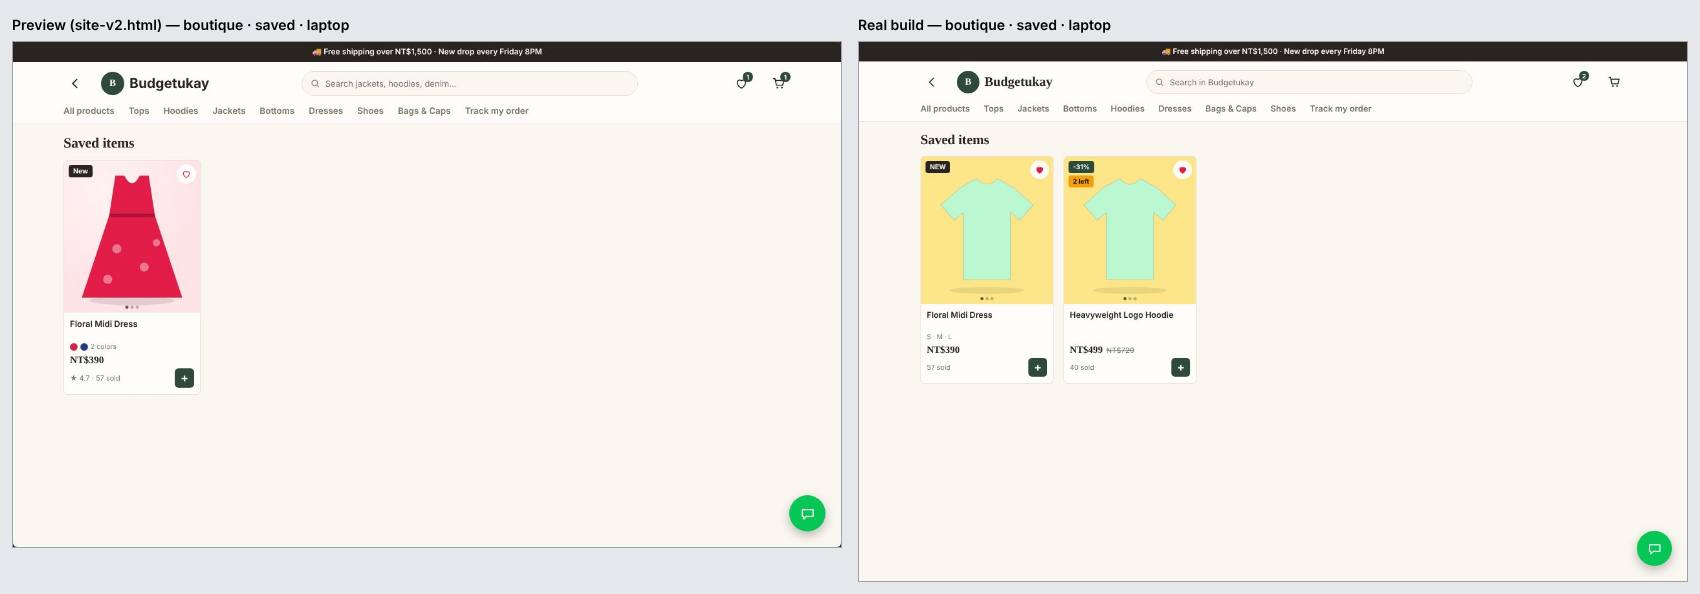 Preview (site-v2.html) — boutique · saved · laptop
🚚 Free shipping over NT$1,500 · New drop every Friday 8PM
B Budgetukay
Search jackets, hoodies, denim...
1 1
All products Tops Hoodies Jackets Bottoms Dresses Shoes Bags & Caps Track my order
Saved items
New
Floral Midi Dress
2 colors
NT$390
★ 4.7 · 57 sold
+
Real build — boutique · saved · laptop
🚚 Free shipping over NT$1,500 · New drop every Friday 8PM
B Budgetukay
Search in Budgetukay
2
All products Tops Jackets Bottoms Hoodies Dresses Bags & Caps Shoes Track my order
Saved items
NEW
Floral Midi Dress
S · M · L
NT$390
57 sold
+
-31%
2 left
Heavyweight Logo Hoodie
NT$499 NT$720
40 sold
+